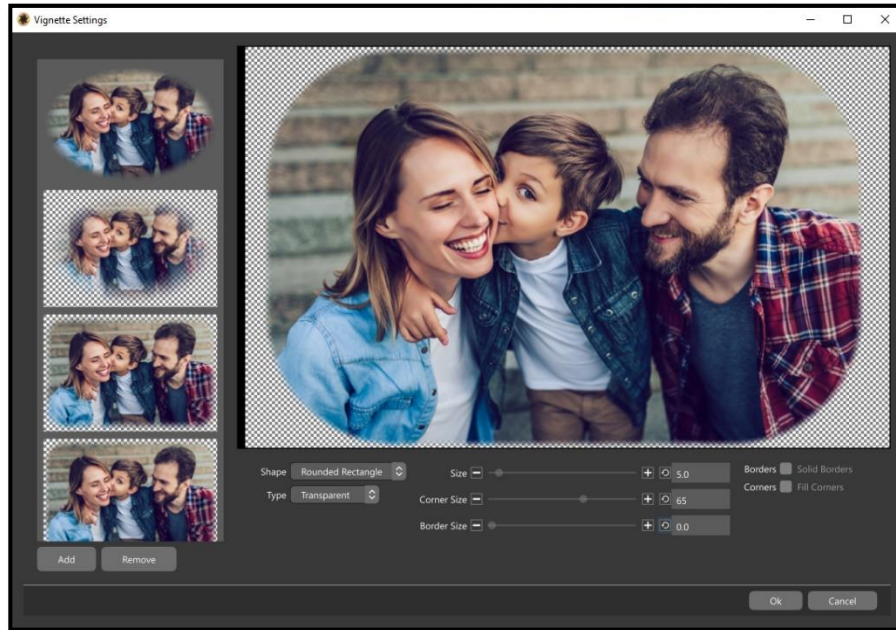 Vignette Settings
Shape Rounded Rectangle
Type Transparent
Size 5.0
Corner Size 65
Border Size 0.0
Borders Solid Borders
Corners Fill Corners
Add Remove
Ok Cancel